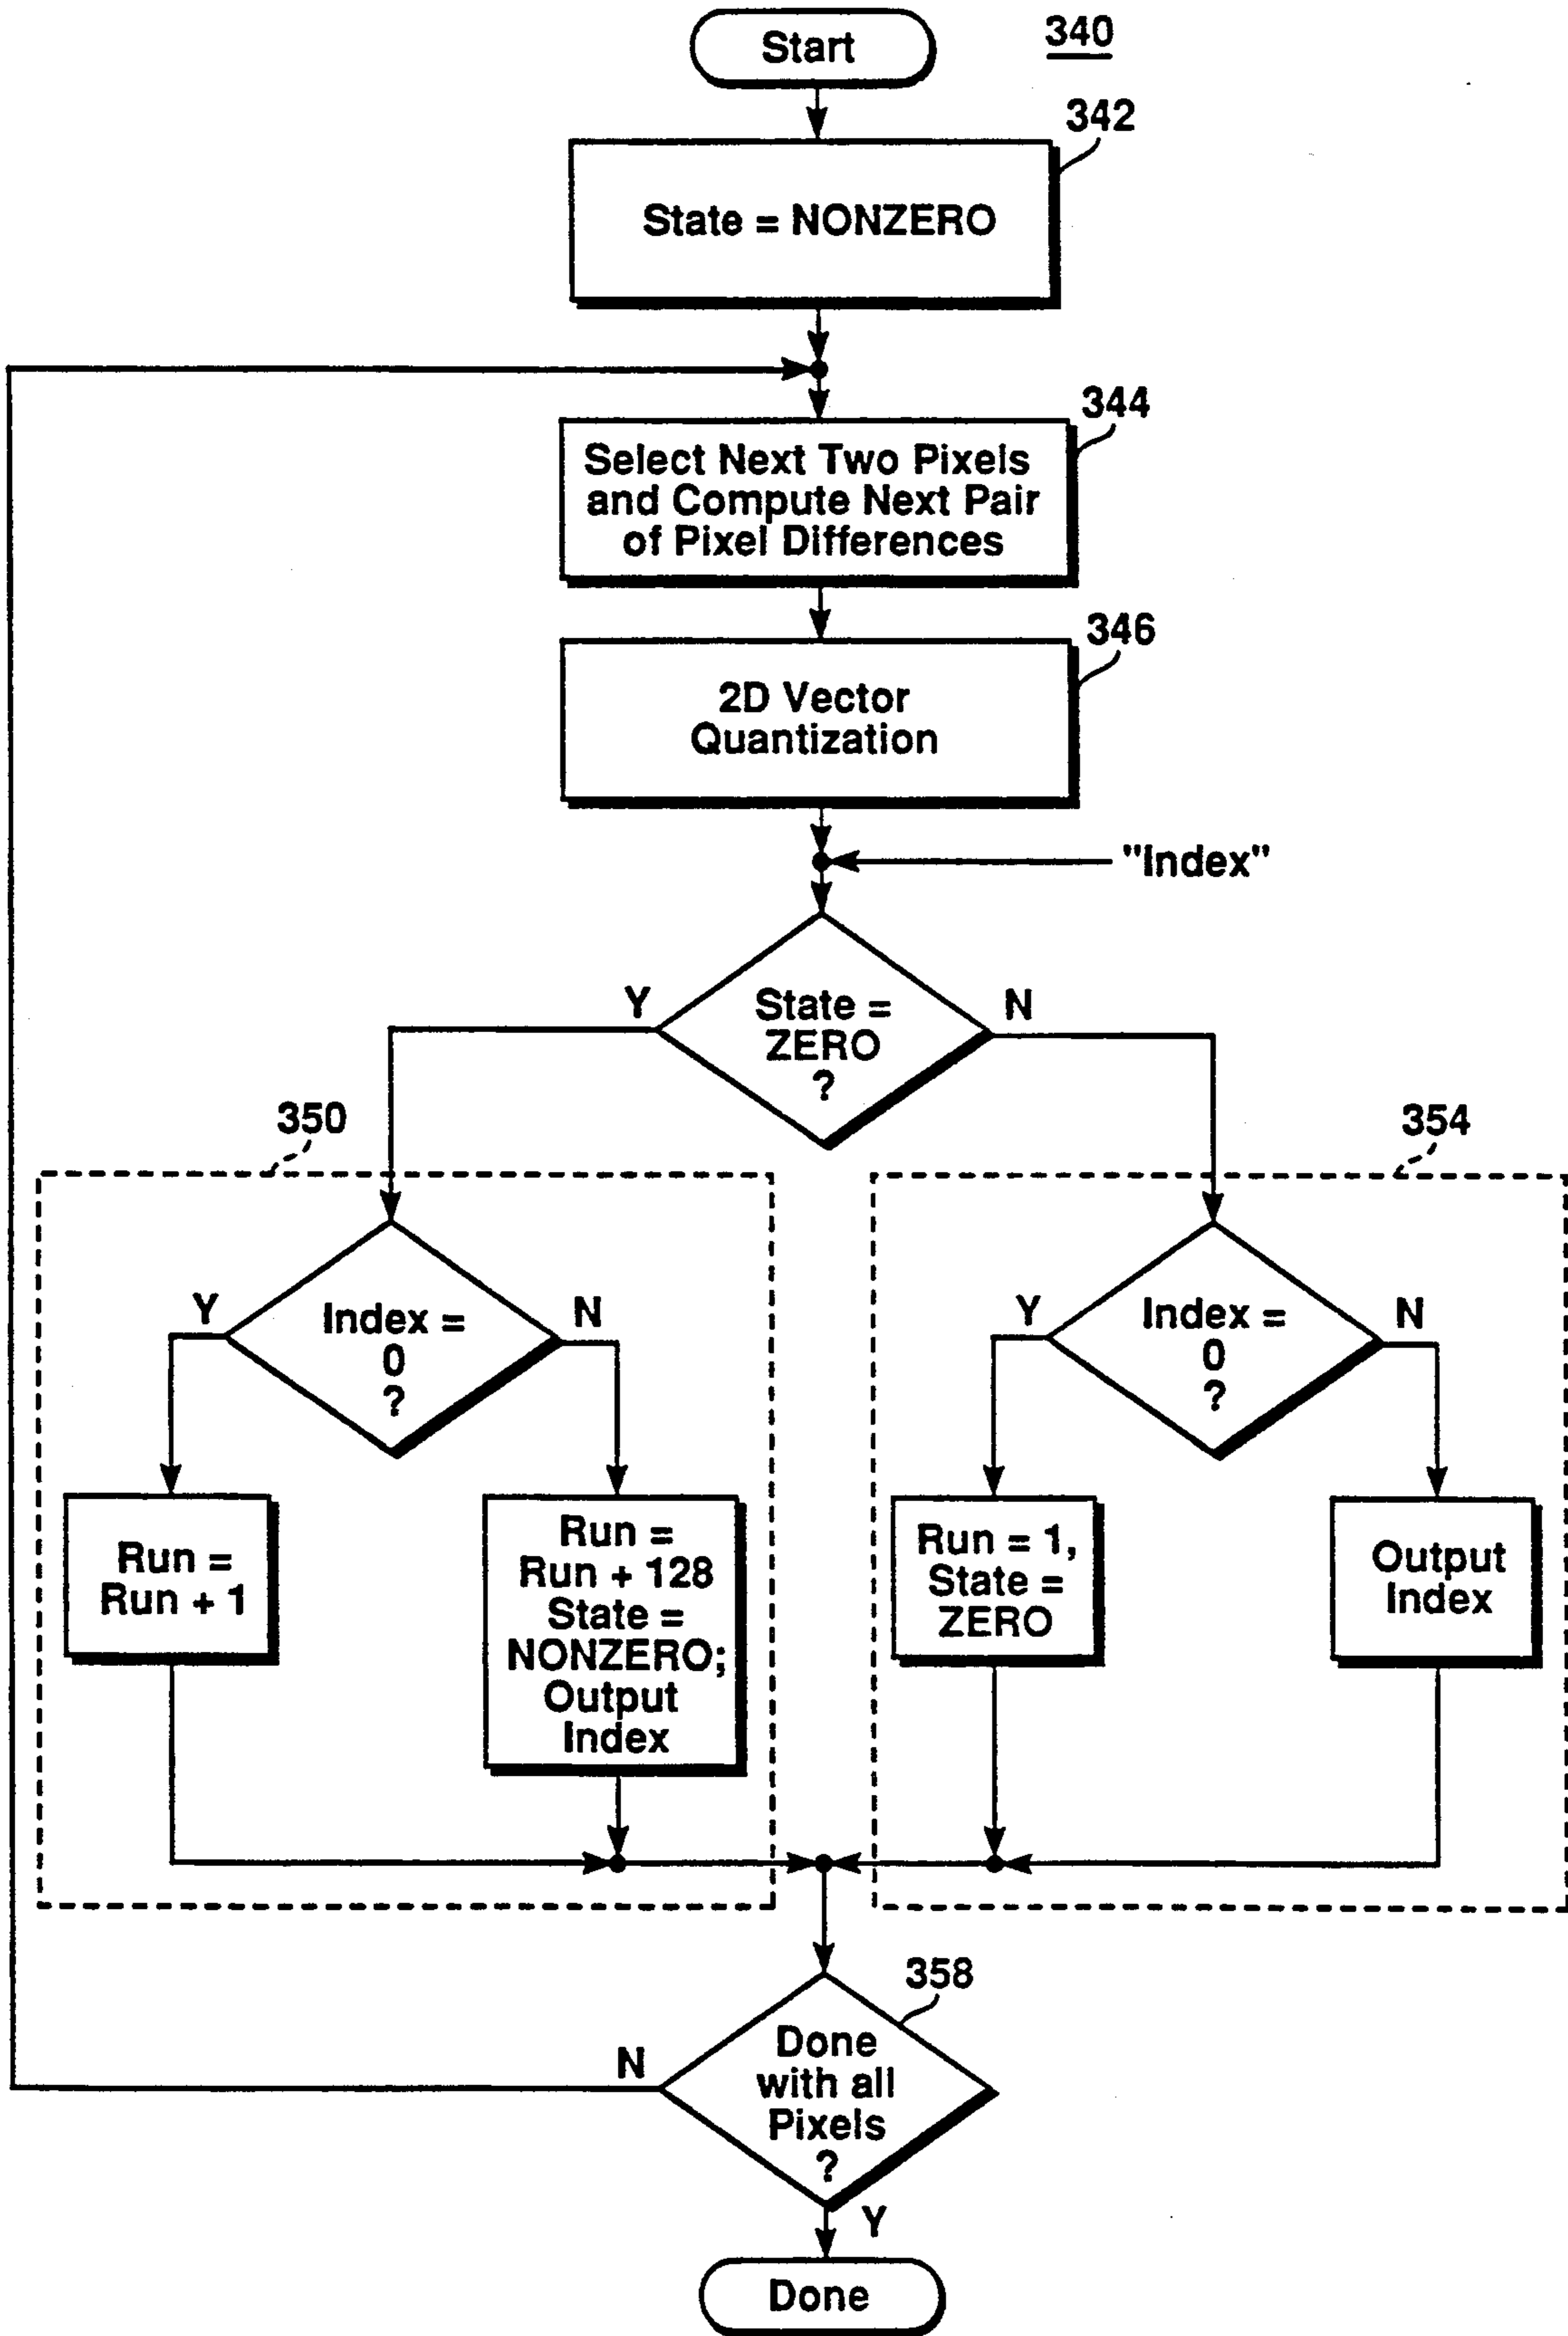 Start
340
342
State = NONZERO
344
Select Next Two Pixels
and Compute Next Pair
of Pixel Differences
346
2D Vector
Quantization
"Index"
Y
State =
ZERO
?
N
350
354
Y
Index =
0
?
N
Y
Index =
0
?
N
Run =
Run + 1
Run =
Run + 128
State =
NONZERO;
Output
Index
Run = 1,
State =
ZERO
Output
Index
358
N
Done
with all
Pixels
?
Y
Done